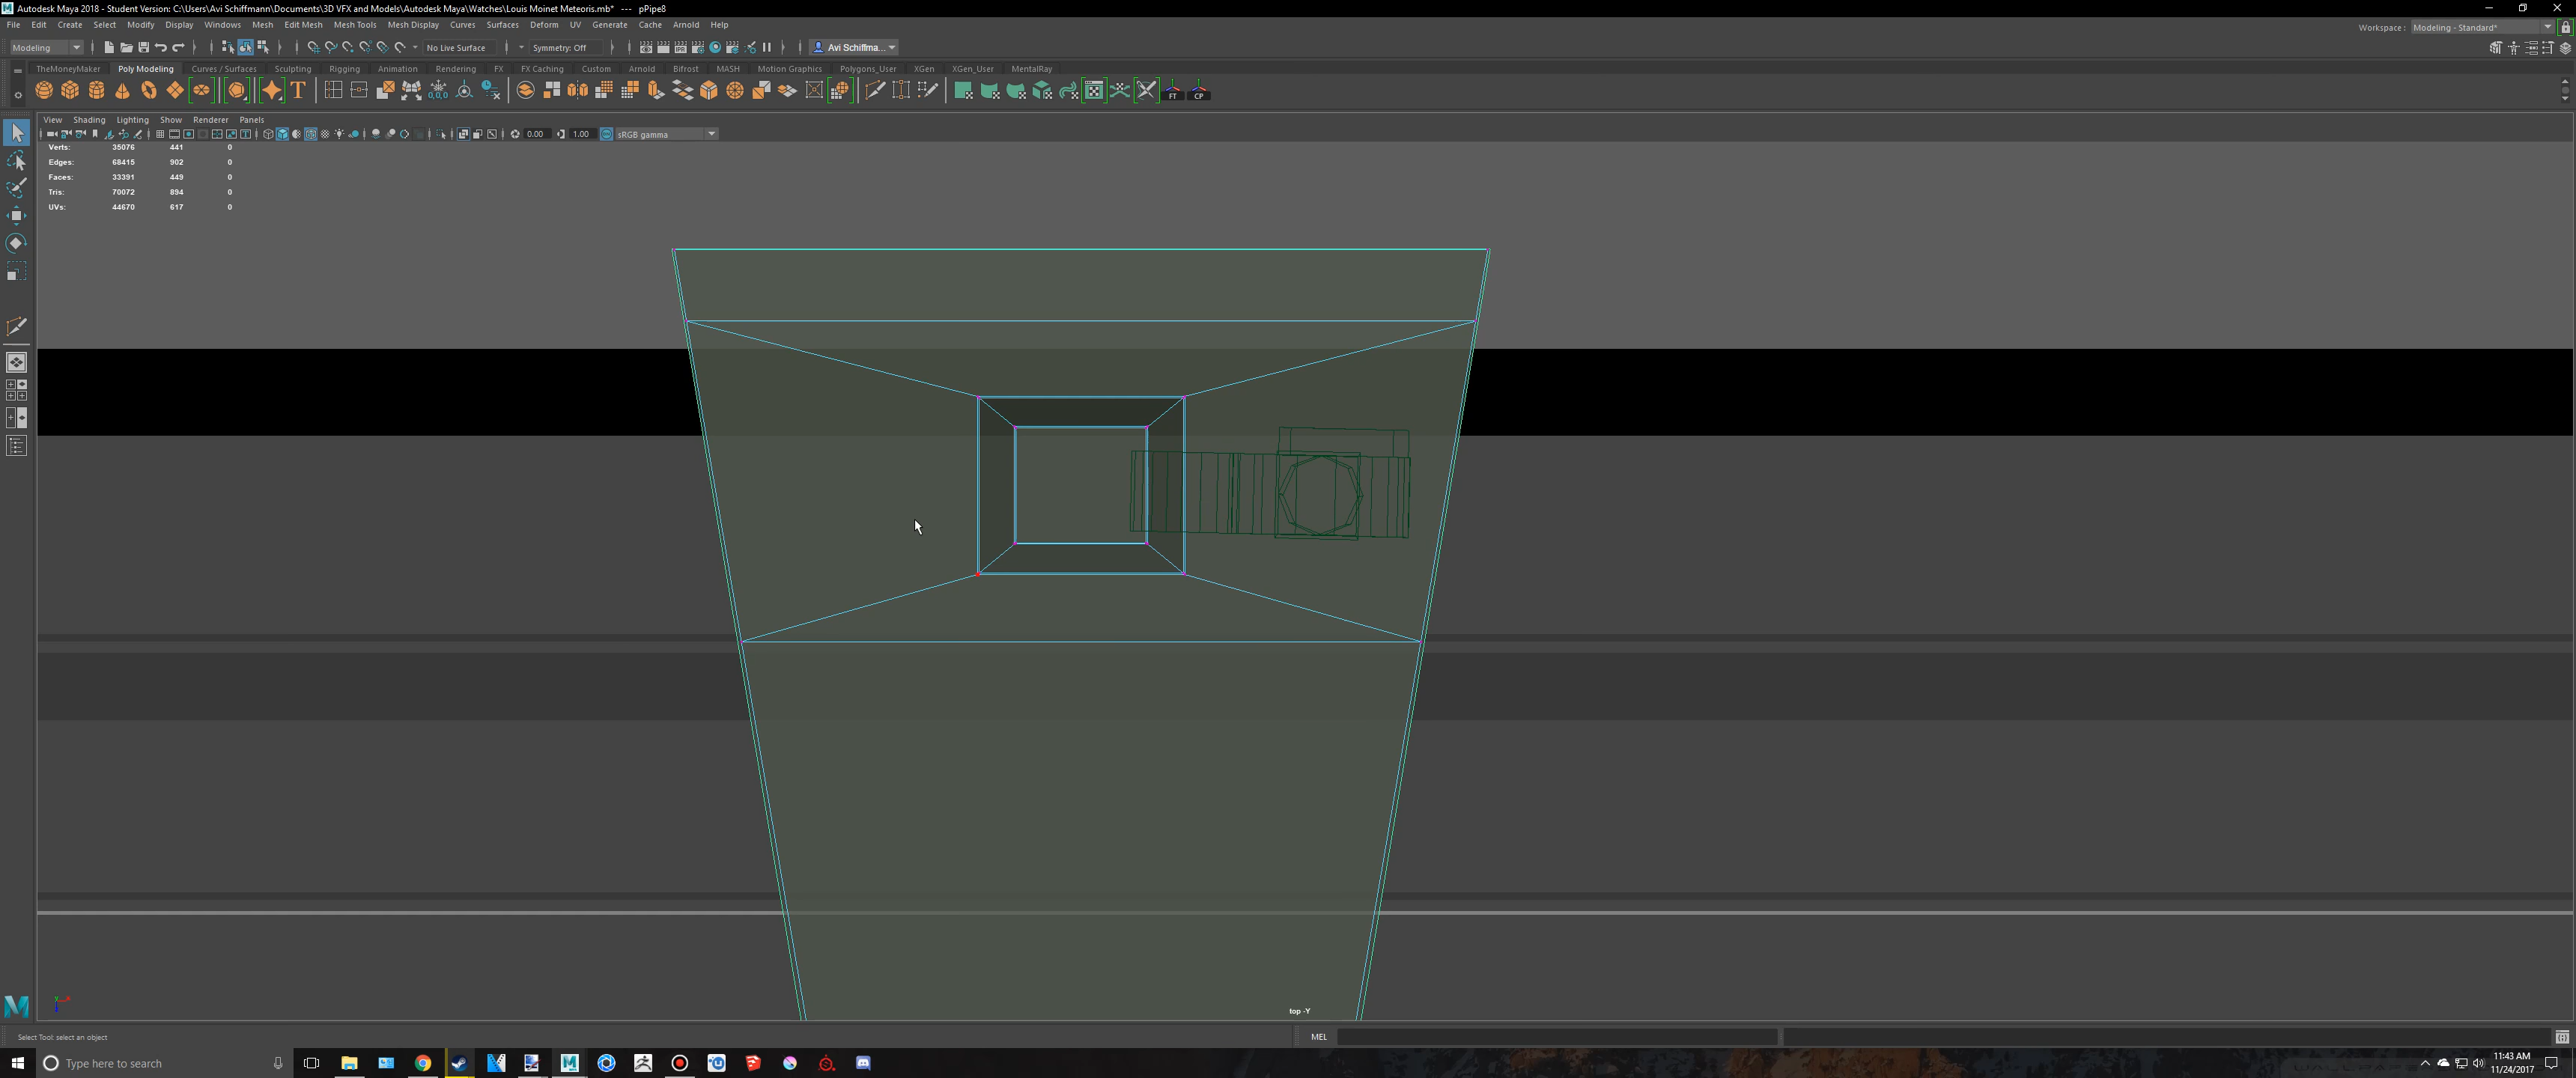 Autodesk Maya 2018 - Student Version: C:\Users\Avi Schiffmann\Documents\3D VFX and Models\Autodesk Maya\Watches\Louis Moinet Meteoris.mb* --- pPipe8
File Edit Create Select Modify Display Windows Mesh Edit Mesh Mesh Tools Mesh Display Curves Surfaces Deform UV Generate Cache Arnold Help
Workspace : Modeling - Standard*
Modeling No Live Surface Symmetry: Off Avi Schiffma...
TheMoneyMaker Poly Modeling Curves / Surfaces Sculpting Rigging Animation Rendering FX FX Caching Custom Arnold Bifrost MASH Motion Graphics Polygons_User XGen XGen_User MentalRay
T 0,0,0 FT CP
View Shading Lighting Show Renderer Panels
0.00 1.00 sRGB gamma
Verts: 35076 441 0
Edges: 68415 902 0
Faces: 33391 449 0
Tris: 70072 894 0
UVs: 44670 617 0
top -Y
Select Tool: select an object
MEL
Type here to search
11:43 AM
11/24/2017